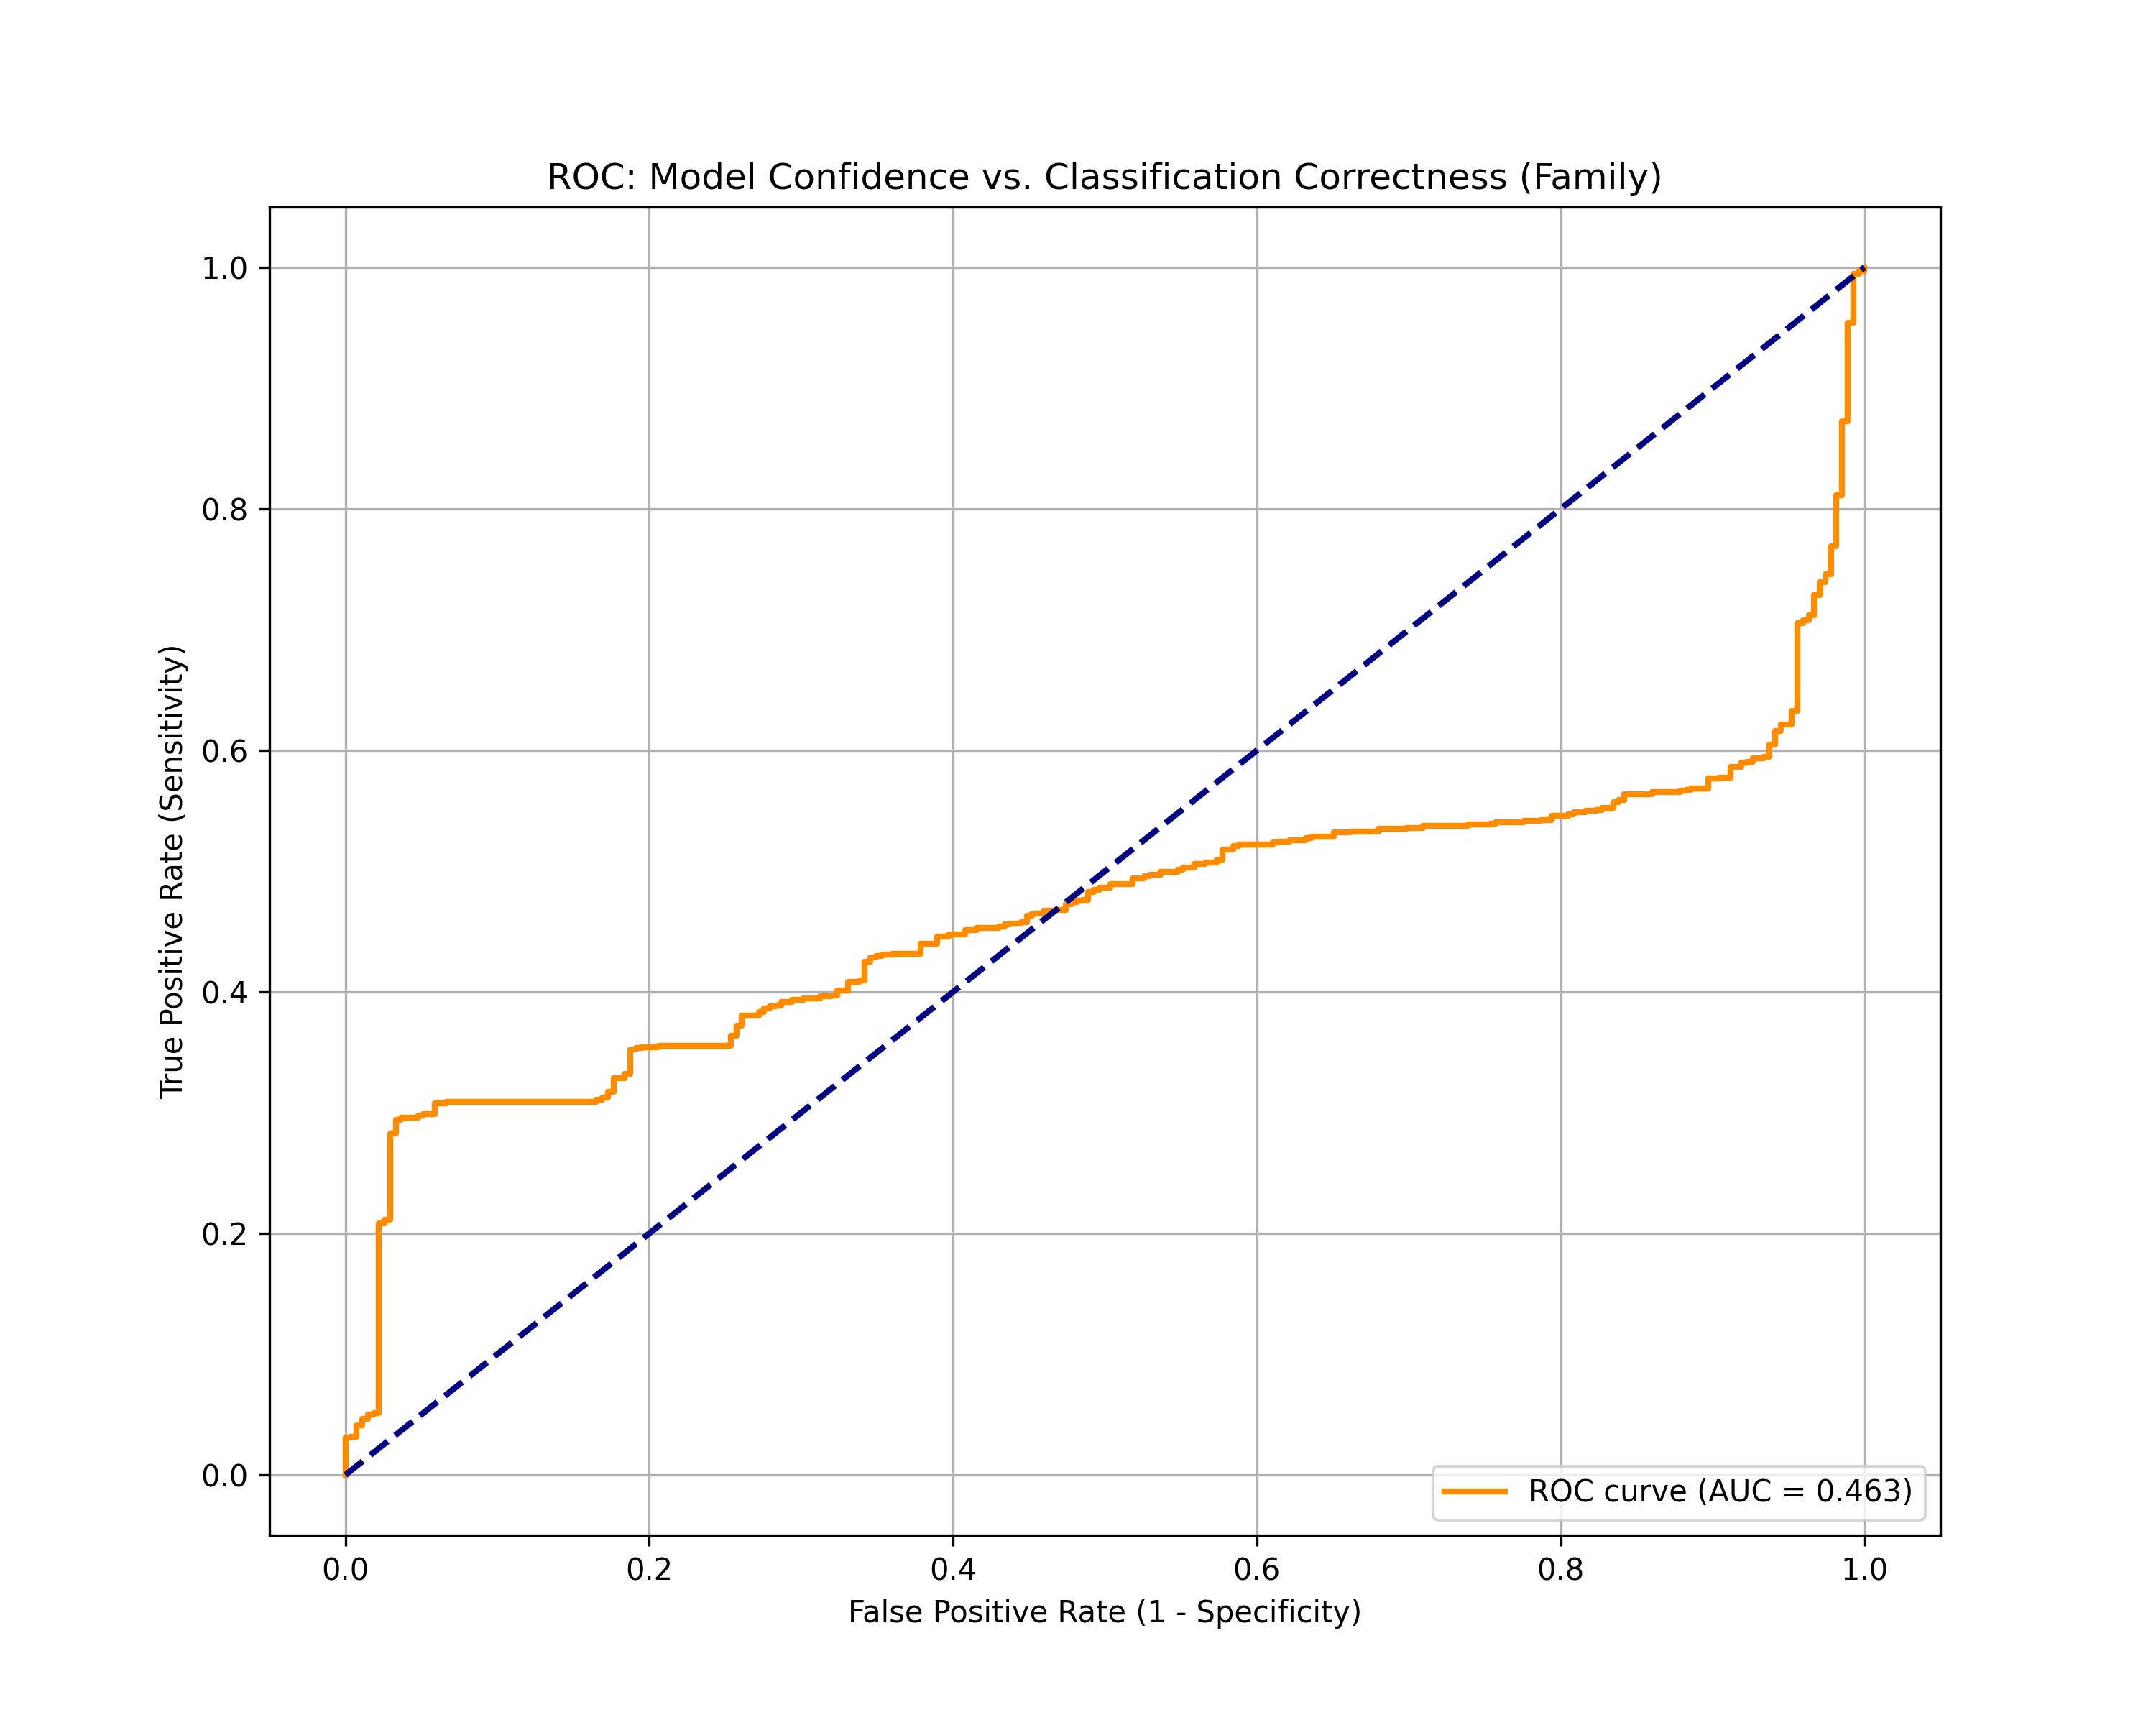 ROC: Model Confidence vs. Classification Correctness (Family)
True Positive Rate (Sensitivity)
1.0
0.8
0.6
0.4
0.2
0.0
ROC curve (AUC = 0.463)
0.0 0.2 0.4 0.6 0.8 1.0
False Positive Rate (1 - Specificity)